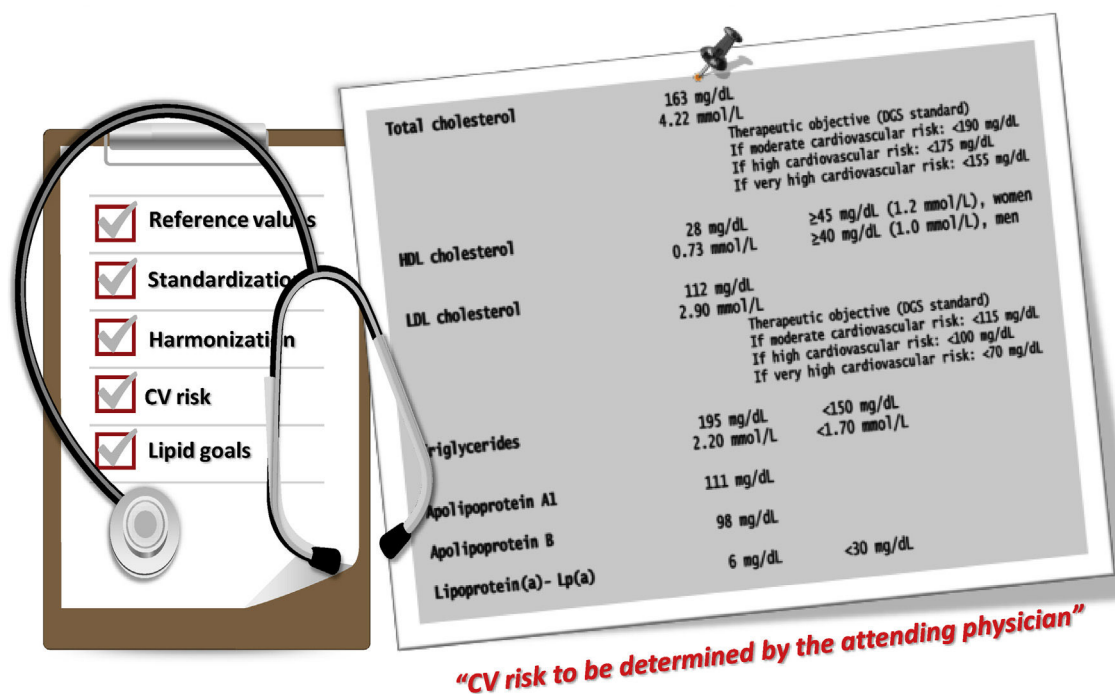 Reference values
Standardization
Harmonization
CV risk
Lipid goals
Total cholesterol 163 mg/dL
4.22 mmol/L
Therapeutic objective (DGS standard)
If moderate cardiovascular risk: <190 mg/dL
If high cardiovascular risk: <175 mg/dL
If very high cardiovascular risk: <155 mg/dL
HDL cholesterol 28 mg/dL ≥45 mg/dL (1.2 mmol/L), women
0.73 mmol/L ≥40 mg/dL (1.0 mmol/L), men
LDL cholesterol 112 mg/dL
2.90 mmol/L
Therapeutic objective (DGS standard)
If moderate cardiovascular risk: <115 mg/dL
If high cardiovascular risk: <100 mg/dL
If very high cardiovascular risk: <70 mg/dL
Triglycerides 195 mg/dL <150 mg/dL
2.20 mmol/L <1.70 mmol/L
Apolipoprotein A1 111 mg/dL
Apolipoprotein B 98 mg/dL
Lipoprotein(a)- Lp(a) 6 mg/dL <30 mg/dL
“CV risk to be determined by the attending physician”